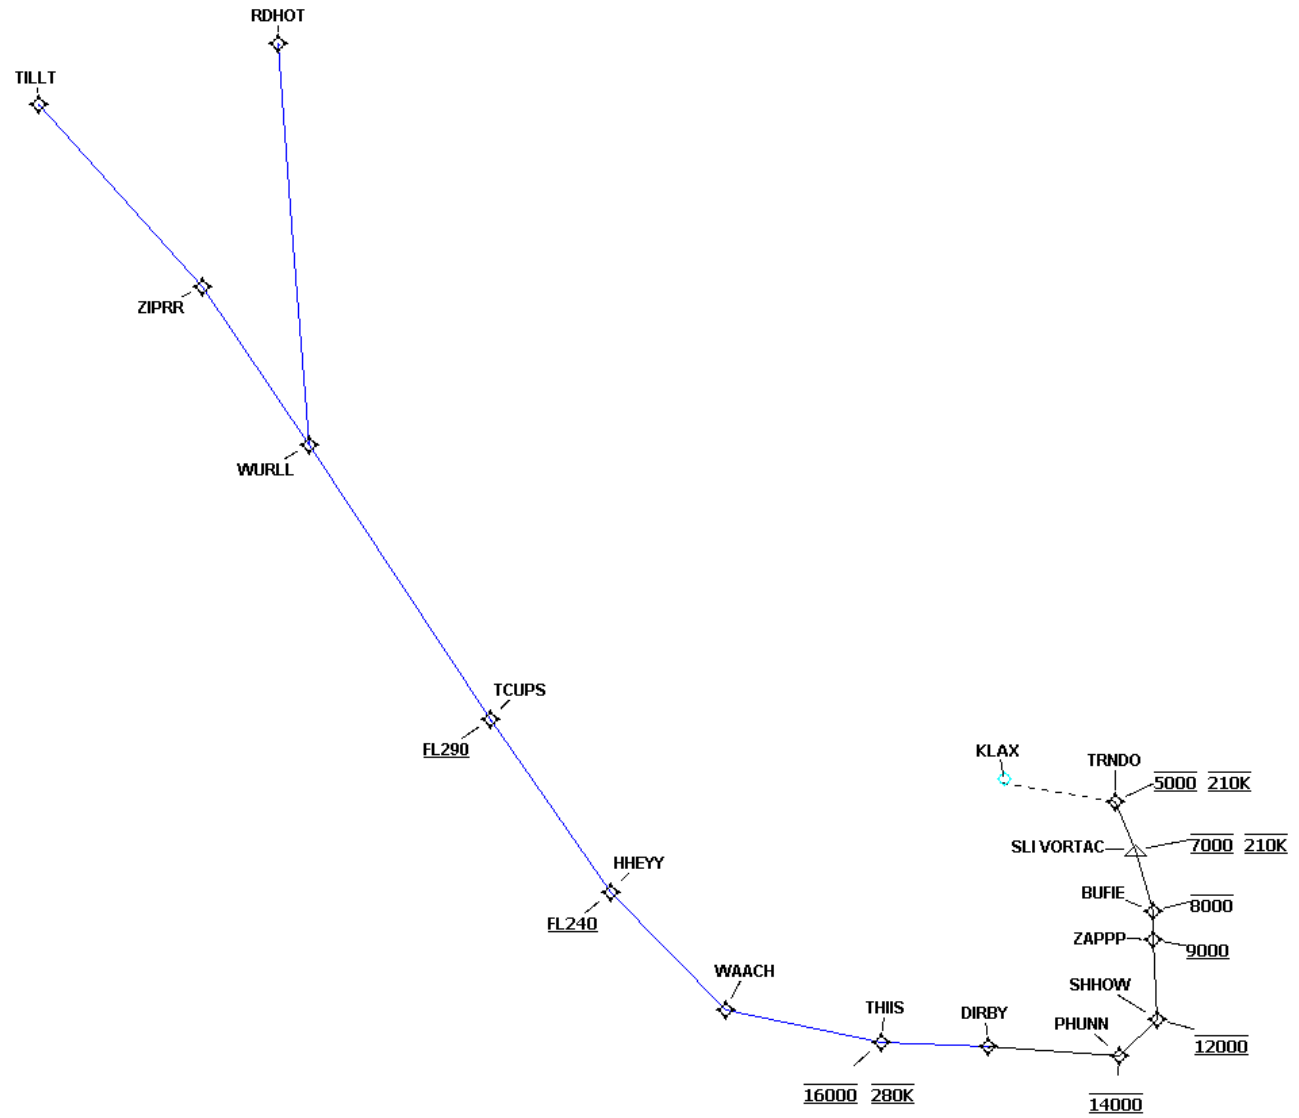 RDHOT
TILLT
ZIPRR
WURLL
TCUPS
FL290
KLAX
TRNDO
5000 210K
SLI VORTAC
7000 210K
HHEYY
BUFIE
8000
FL240
ZAPPP
9000
WAACH
SHHOW
THIIS
DIRBY
PHUNN
12000
16000 280K
14000